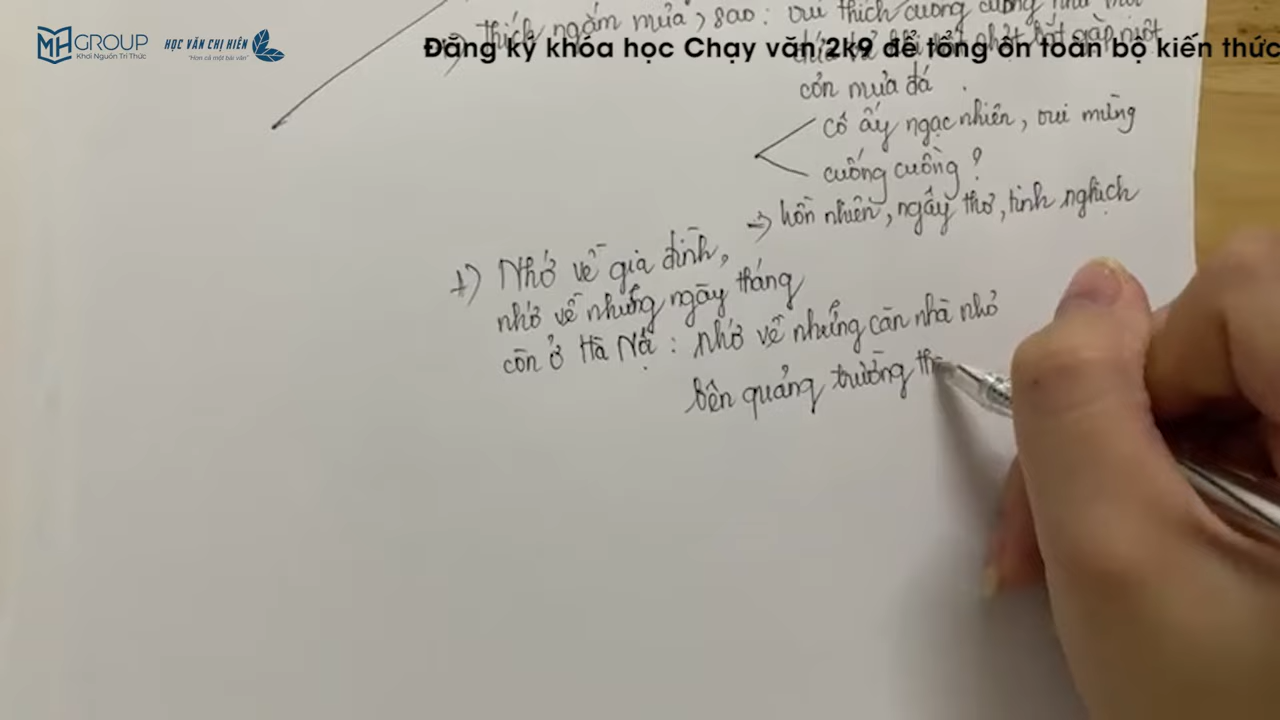 MH GROUP
Khơi Nguồn Tri Thức
HỌC VĂN CHỊ HIÊN
"Hơn cả một bài văn"
Đăng ký khóa học Chạy văn 2k9 để tổng ôn toàn bộ kiến thức
+) thích ngắm mưa, sao : vui thích cuống cuồng như
cơn mưa đá
cô ấy ngạc nhiên, vui mừng
cuống cuồng ?
=> hồn nhiên, ngây thơ, tinh nghịch
+) Nhớ về gia đình,
nhớ về những ngày tháng
còn ở Hà Nội : nhớ về những căn nhà nhỏ
bên quảng trường